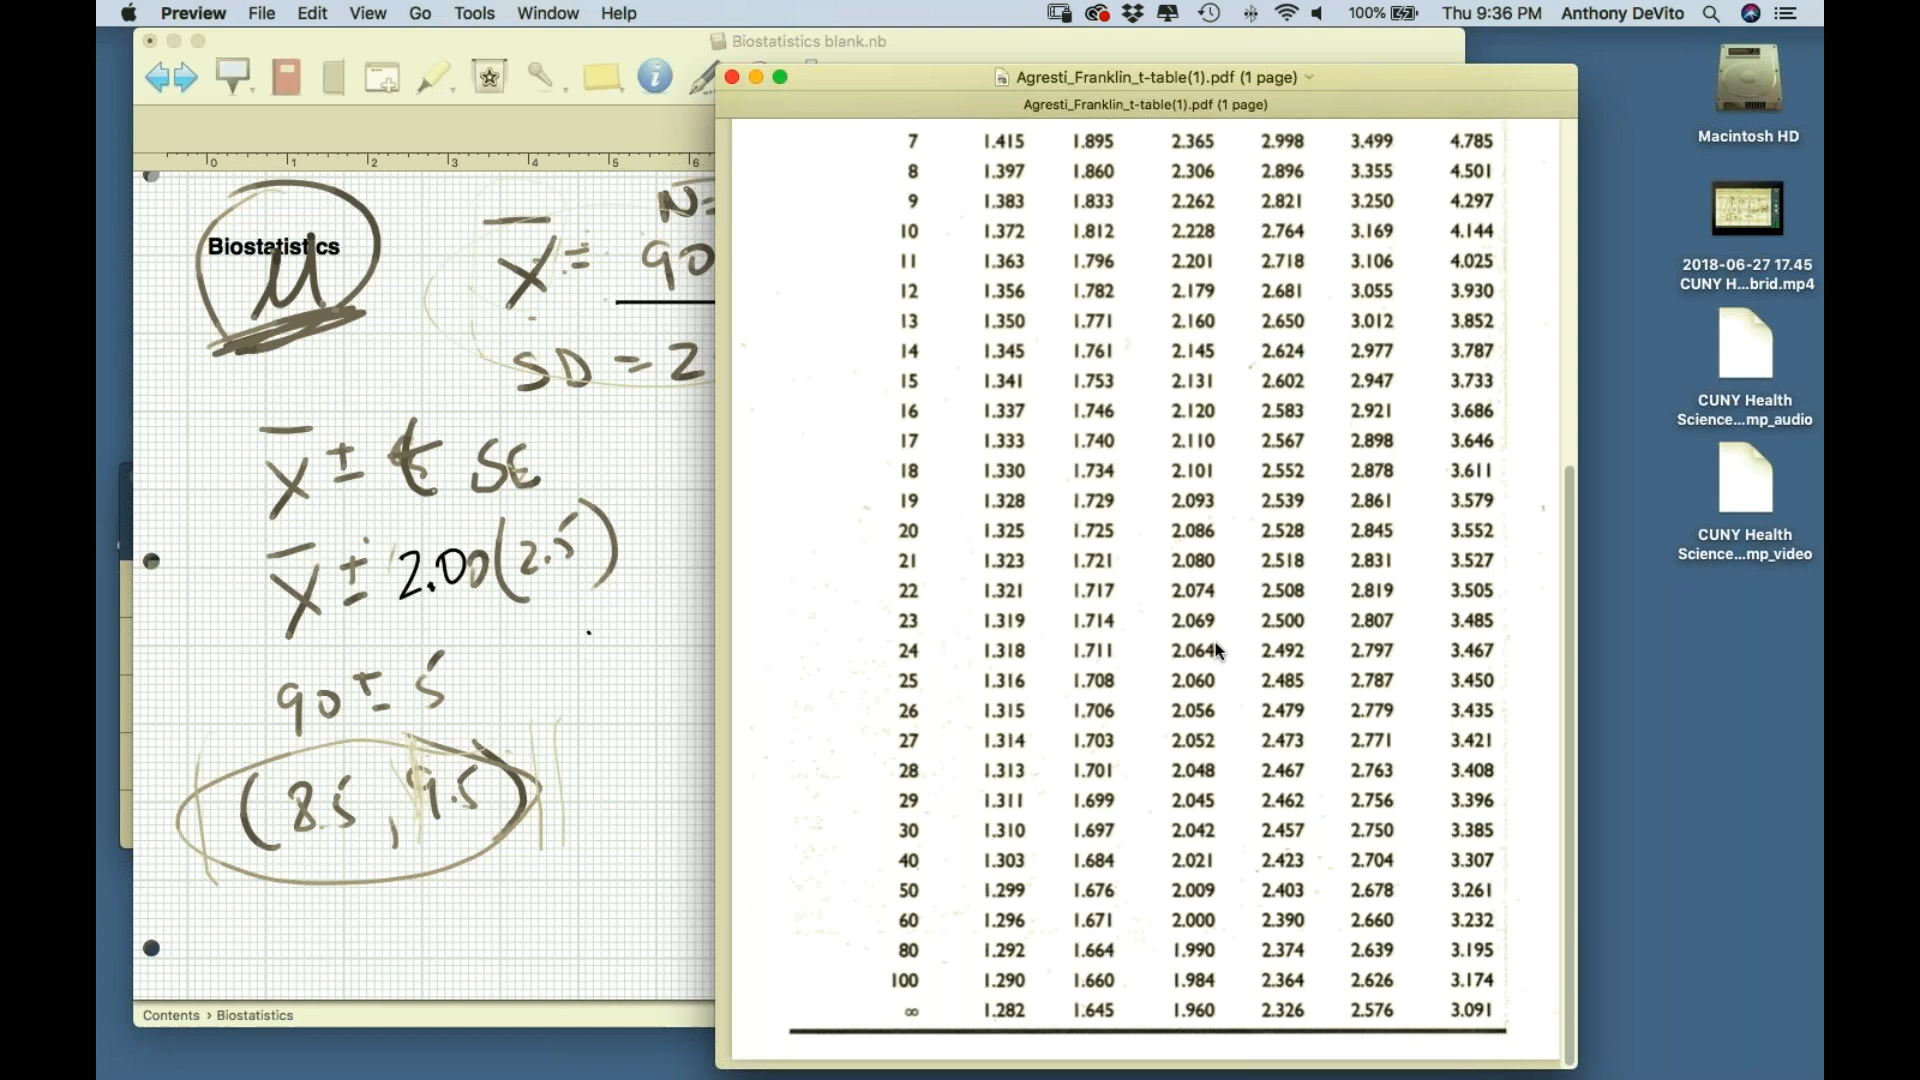 Preview File Edit View Go Tools Window Help 100% Thu 9:36 PM Anthony DeVito
Biostatistics blank.nb
0 1 2 3 4 5 6
Biostatistics
μ
N=
X̄ = 90
SD = 2
X̄ ± t SE
X̄ ± 2.00(2.5)
90 ± 5
(85, 95)
Contents › Biostatistics
Agresti_Franklin_t-table(1).pdf (1 page)
Agresti_Franklin_t-table(1).pdf (1 page)
7 1.415 1.895 2.365 2.998 3.499 4.785
8 1.397 1.860 2.306 2.896 3.355 4.501
9 1.383 1.833 2.262 2.821 3.250 4.297
10 1.372 1.812 2.228 2.764 3.169 4.144
11 1.363 1.796 2.201 2.718 3.106 4.025
12 1.356 1.782 2.179 2.681 3.055 3.930
13 1.350 1.771 2.160 2.650 3.012 3.852
14 1.345 1.761 2.145 2.624 2.977 3.787
15 1.341 1.753 2.131 2.602 2.947 3.733
16 1.337 1.746 2.120 2.583 2.921 3.686
17 1.333 1.740 2.110 2.567 2.898 3.646
18 1.330 1.734 2.101 2.552 2.878 3.611
19 1.328 1.729 2.093 2.539 2.861 3.579
20 1.325 1.725 2.086 2.528 2.845 3.552
21 1.323 1.721 2.080 2.518 2.831 3.527
22 1.321 1.717 2.074 2.508 2.819 3.505
23 1.319 1.714 2.069 2.500 2.807 3.485
24 1.318 1.711 2.064 2.492 2.797 3.467
25 1.316 1.708 2.060 2.485 2.787 3.450
26 1.315 1.706 2.056 2.479 2.779 3.435
27 1.314 1.703 2.052 2.473 2.771 3.421
28 1.313 1.701 2.048 2.467 2.763 3.408
29 1.311 1.699 2.045 2.462 2.756 3.396
30 1.310 1.697 2.042 2.457 2.750 3.385
40 1.303 1.684 2.021 2.423 2.704 3.307
50 1.299 1.676 2.009 2.403 2.678 3.261
60 1.296 1.671 2.000 2.390 2.660 3.232
80 1.292 1.664 1.990 2.374 2.639 3.195
100 1.290 1.660 1.984 2.364 2.626 3.174
∞ 1.282 1.645 1.960 2.326 2.576 3.091
Macintosh HD
2018-06-27 17.45
CUNY H...brid.mp4
CUNY Health
Science...mp_audio
CUNY Health
Science...mp_video